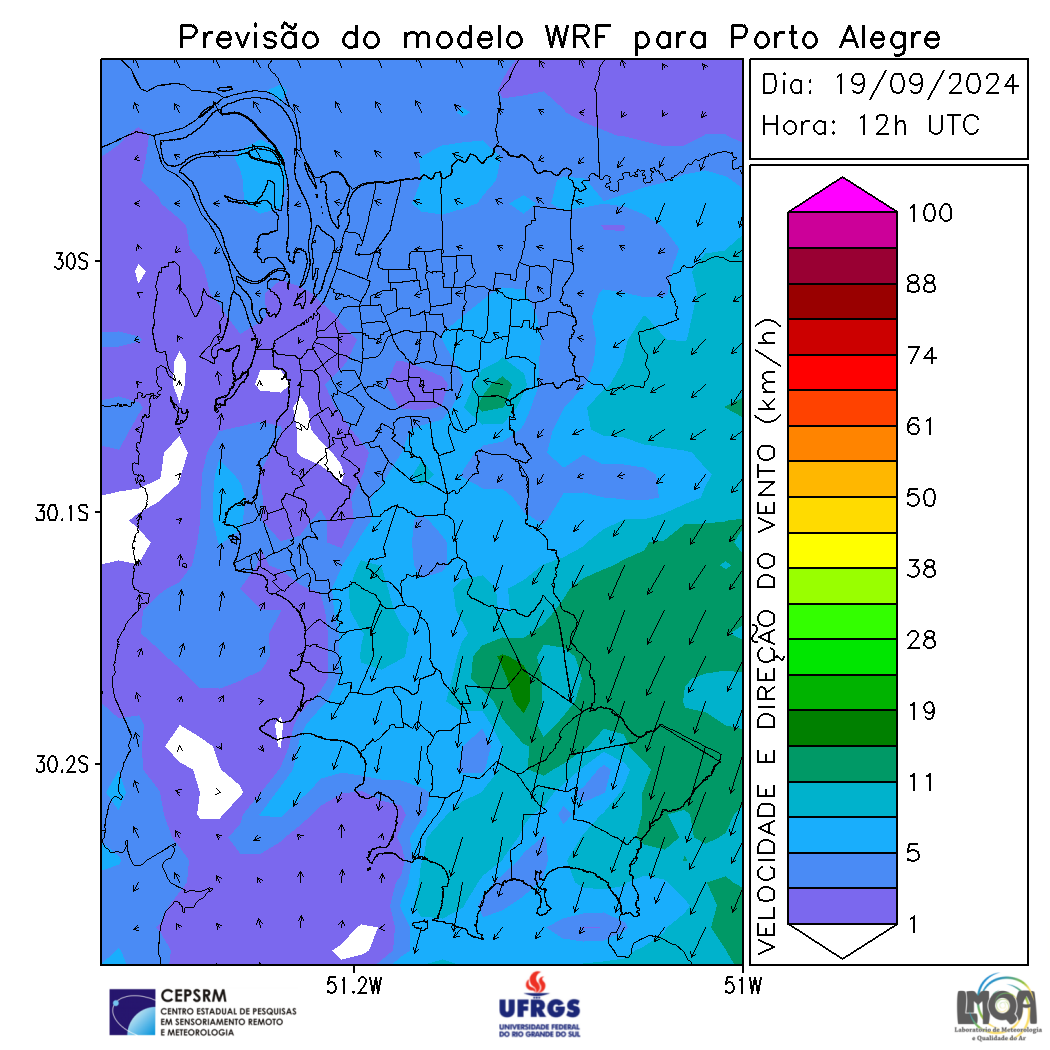 Previsão do modelo WRF para Porto Alegre
Dia: 19/09/2024
Hora: 12h UTC
30S
30.1S
30.2S
51.2W
51W
VELOCIDADE E DIREÇÃO DO VENTO (km/h)
100
88
74
61
50
38
28
19
11
5
1
CEPSRM
CENTRO ESTADUAL DE PESQUISAS
EM SENSORIAMENTO REMOTO
E METEOROLOGIA
UFRGS
UNIVERSIDADE FEDERAL
DO RIO GRANDE DO SUL
LMQA
Laboratório de Meteorologia
e Qualidade do Ar